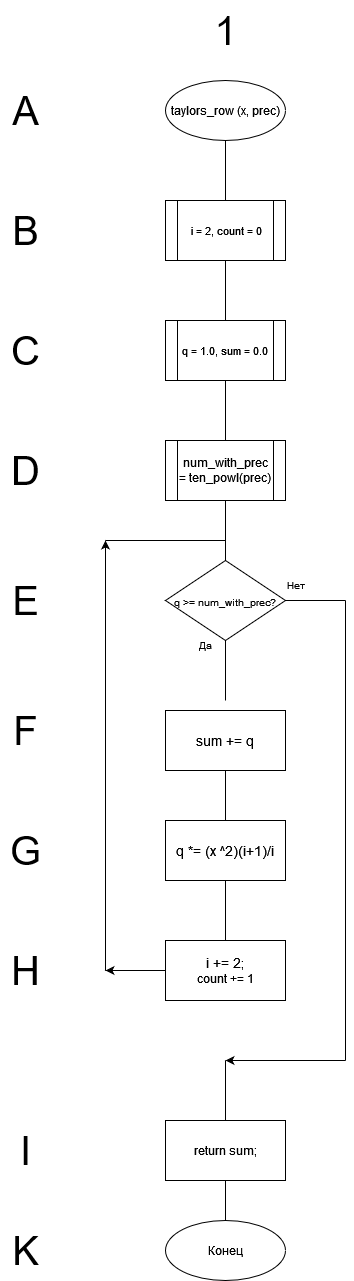 1
A
taylors_row (x, prec)
B
i = 2, count = 0
C
q = 1.0, sum = 0.0
D
num_with_prec
= ten_powl(prec)
E
q >= num_with_prec?
Нет
Да
F
sum += q
G
q *= (x ^2)(i+1)/i
H
i += 2;
count += 1
I
return sum;
K
Конец